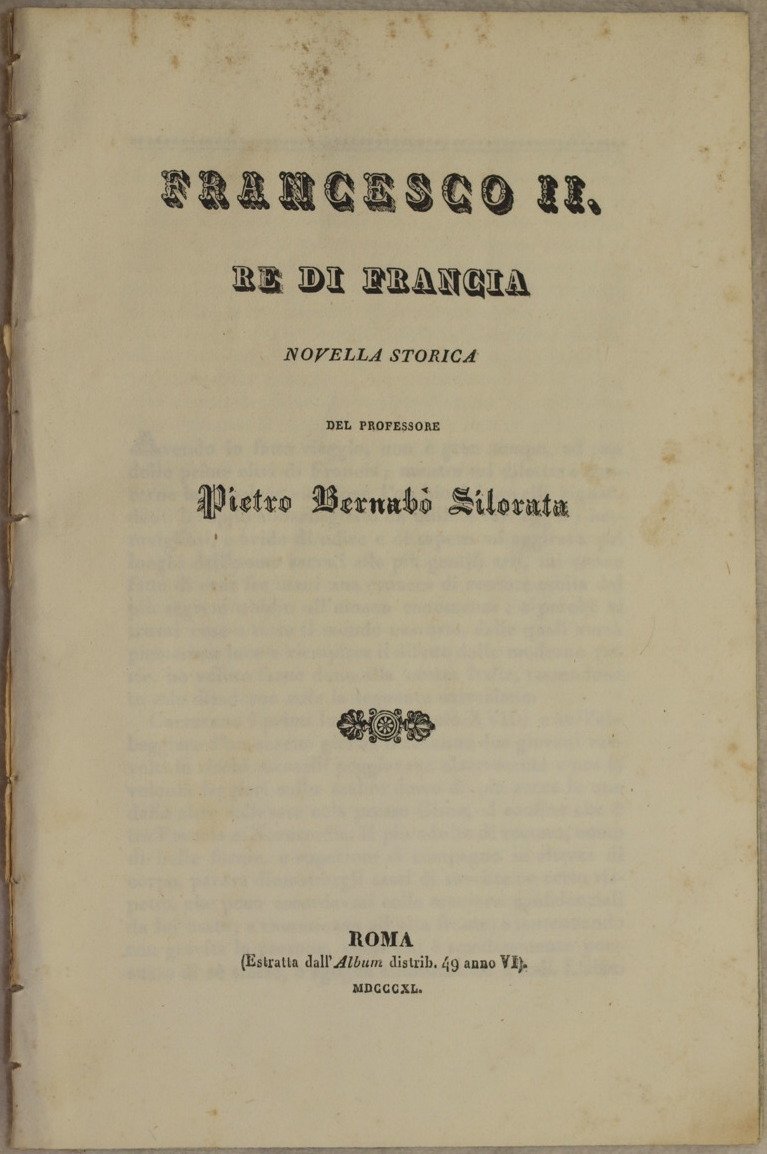 FRANCESCO II.
RE DI FRANCIA
NOVELLA STORICA
DEL PROFESSORE
Pietro Bernabò Silorata
ROMA
(Estratta dall'Album distrib. 49 anno VI).
MDCCCXL.